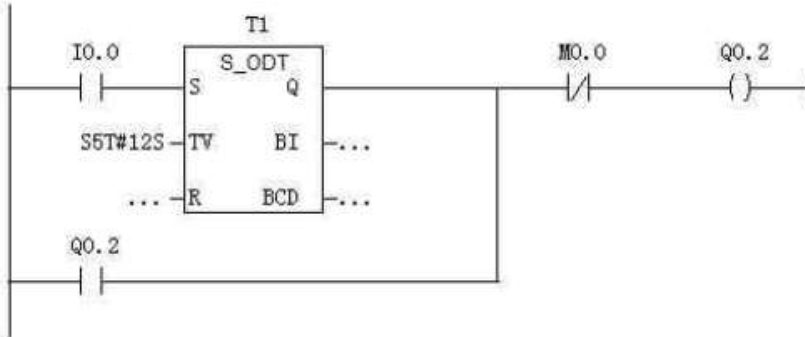 T1
I0.0
S_ODT
M0.0
Q0.2
S Q
S5T#12S TV BI ...
... R BCD ...
Q0.2